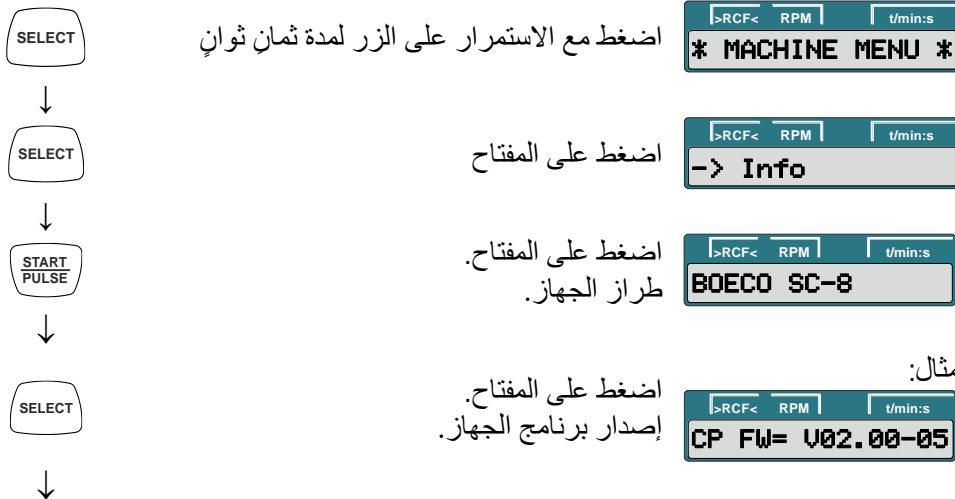 SELECT
اضغط مع الاستمرار على الزر لمدة ثمانِ ثوانٍ
>RCF< RPM t/min:s
* MACHINE MENU *
↓
SELECT
اضغط على المفتاح
>RCF< RPM t/min:s
-> Info
↓
START
PULSE
اضغط على المفتاح.
طراز الجهاز.
>RCF< RPM t/min:s
BOECO SC-8
↓
مثال:
SELECT
اضغط على المفتاح.
إصدار برنامج الجهاز.
>RCF< RPM t/min:s
CP FW= V02.00-05
↓